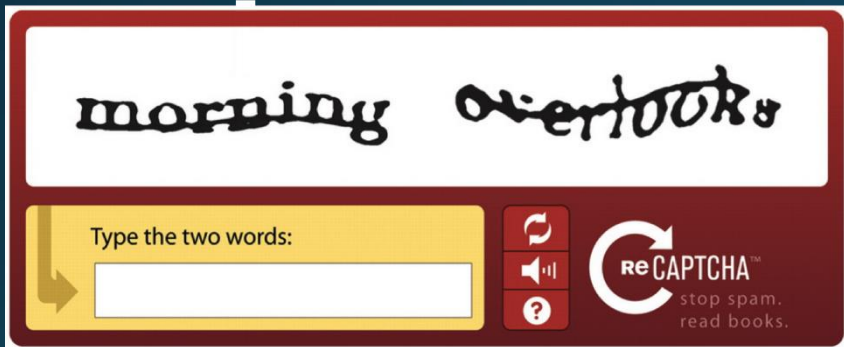 morning overlooks
Type the two words:
ReCAPTCHA™
stop spam.
read books.